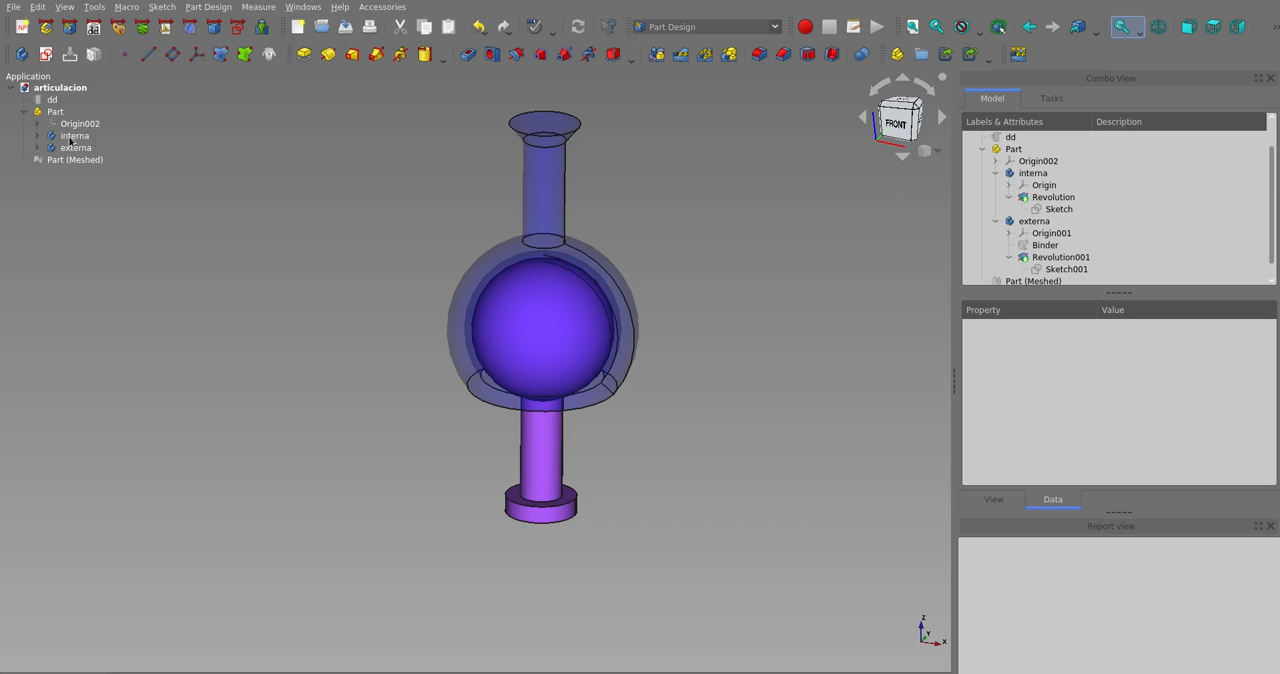 File Edit View Tools Macro Sketch Part Design Measure Windows Help Accessories
Part Design
Application
articulacion
dd
Part
Origin002
interna
externa
Part (Meshed)
FRONT
Z
Y
X
Combo View
Model Tasks
Labels & Attributes Description
dd
Part
Origin002
interna
Origin
Revolution
Sketch
externa
Origin001
Binder
Revolution001
Sketch001
Part (Meshed)
Property Value
View Data
Report view